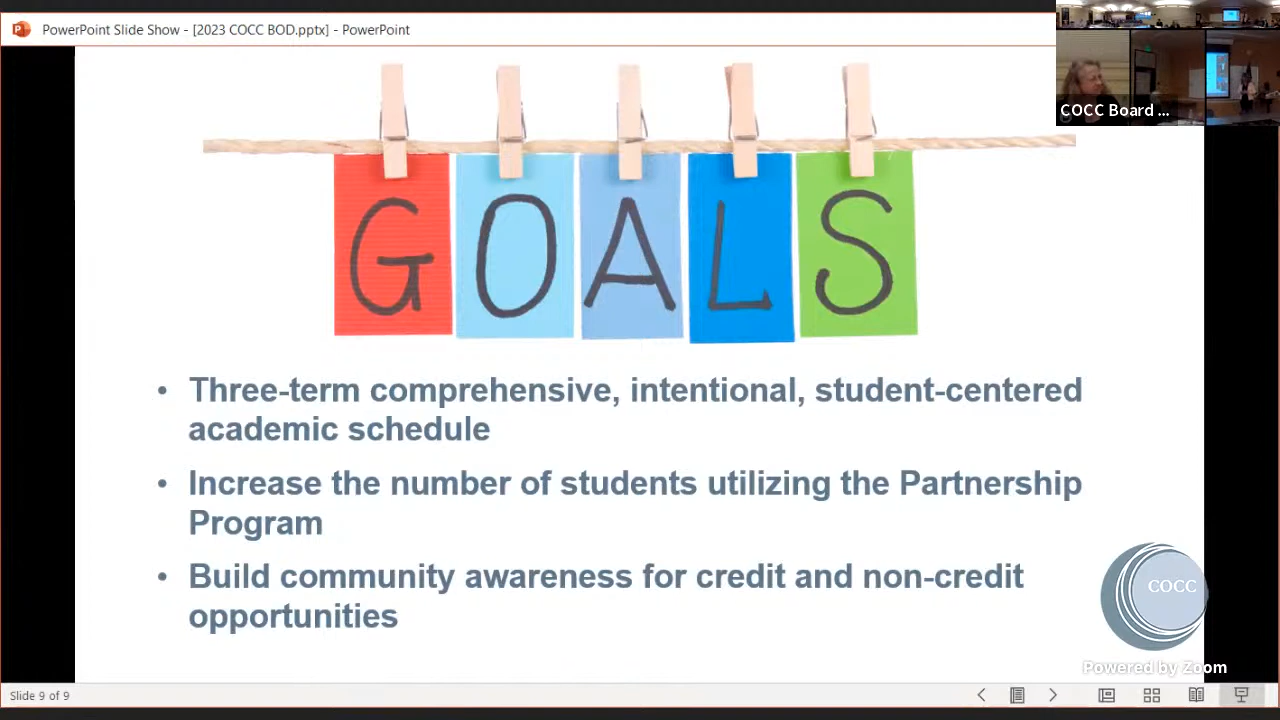 PowerPoint Slide Show - [2023 COCC BOD.pptx] - PowerPoint
COCC Board ...
GOALS
• Three-term comprehensive, intentional, student-centered
academic schedule
• Increase the number of students utilizing the Partnership
Program
• Build community awareness for credit and non-credit
opportunities
COCC
Powered by Zoom
Slide 9 of 9